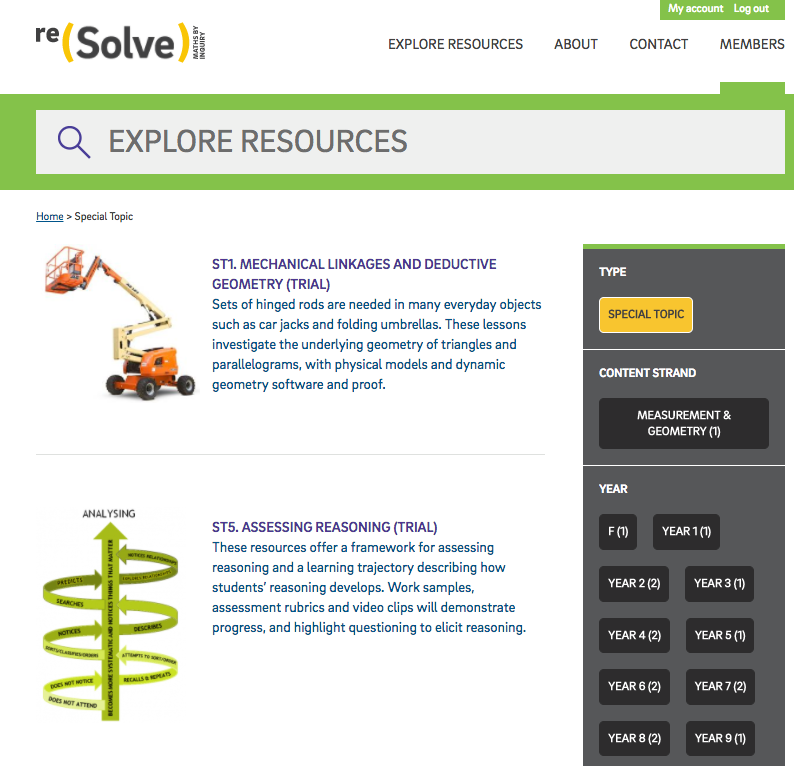 My account Log out
re (Solve) MATHS BY INQUIRY
EXPLORE RESOURCES ABOUT CONTACT MEMBERS
EXPLORE RESOURCES
Home > Special Topic
ST1. MECHANICAL LINKAGES AND DEDUCTIVE
GEOMETRY (TRIAL)
Sets of hinged rods are needed in many everyday objects
such as car jacks and folding umbrellas. These lessons
investigate the underlying geometry of triangles and
parallelograms, with physical models and dynamic
geometry software and proof.
ANALYSING
NOTICES RELATIONSHIPS
PREDICTS
SEARCHES
NOTICES
DESCRIBES
SORTS/CLASSIFIES/ORDERS
ATTEMPTS TO SORT/ORDER
DOES NOT NOTICE
RECALLS & REPEATS
DOES NOT ATTEND
BECOMES MORE SYSTEMATIC AND NOTICES THINGS THAT MATTER
ST5. ASSESSING REASONING (TRIAL)
These resources offer a framework for assessing
reasoning and a learning trajectory describing how
students' reasoning develops. Work samples,
assessment rubrics and video clips will demonstrate
progress, and highlight questioning to elicit reasoning.
TYPE
SPECIAL TOPIC
CONTENT STRAND
MEASUREMENT &
GEOMETRY (1)
YEAR
F (1) YEAR 1 (1)
YEAR 2 (2) YEAR 3 (1)
YEAR 4 (2) YEAR 5 (1)
YEAR 6 (2) YEAR 7 (2)
YEAR 8 (2) YEAR 9 (1)